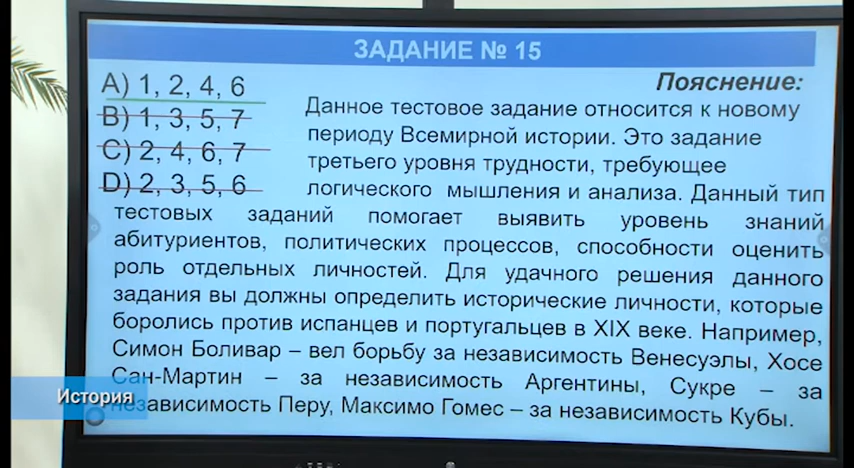 ЗАДАНИЕ № 15
A) 1, 2, 4, 6
B) 1, 3, 5, 7
C) 2, 4, 6, 7
D) 2, 3, 5, 6
Пояснение:
Данное тестовое задание относится к новому
периоду Всемирной истории. Это задание
третьего уровня трудности, требующее
логического мышления и анализа. Данный тип
тестовых заданий помогает выявить уровень знаний
абитуриентов, политических процессов, способности оценить
роль отдельных личностей. Для удачного решения данного
задания вы должны определить исторические личности, которые
боролись против испанцев и португальцев в XIX веке. Например,
Симон Боливар – вел борьбу за независимость Венесуэлы, Хосе
Сан-Мартин – за независимость Аргентины, Сукре – за
независимость Перу, Максимо Гомес – за независимость Кубы.
История